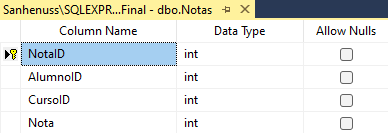 Sanhenuss\SQLEXPR...Final - dbo.Notas
Column Name Data Type Allow Nulls
NotaID int
AlumnoID int
CursoID int
Nota int